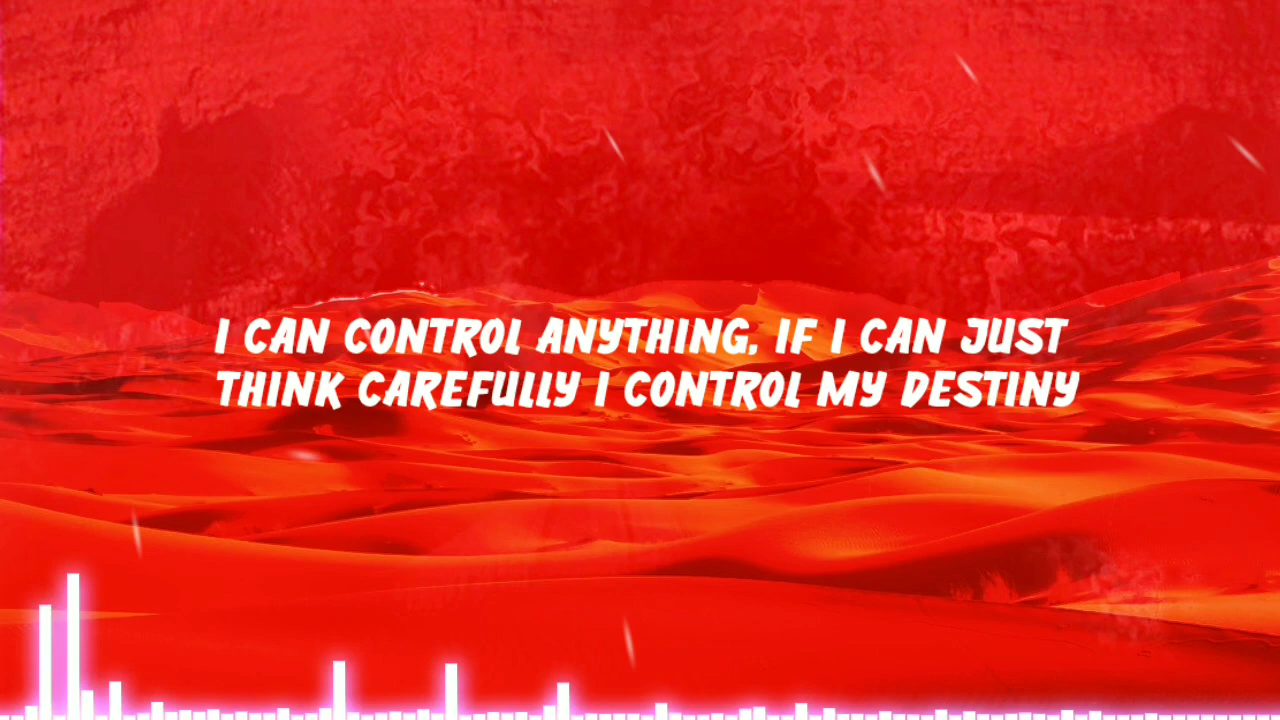 I CAN CONTROL ANYTHING, IF I CAN JUST
THINK CAREFULLY I CONTROL MY DESTINY